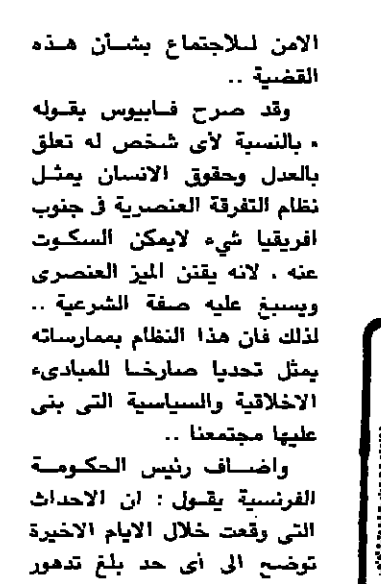 الامن للاجتماع بشأن هذه
القضية ..
وقد صرح فابيوس بقوله
« بالنسبة لأى شخص له تعلق
بالعدل وحقوق الانسان يمثل
نظام التفرقة العنصرية فى جنوب
افريقيا شيء لايمكن السكوت
عنه . لانه يقنن الميز العنصرى
ويسبغ عليه صفة الشرعية ..
لذلك فان هذا النظام بممارساته
يمثل تحديا صارخا للمبادىء
الاخلاقية والسياسية التى بنى
عليها مجتمعنا ..
واضاف رئيس الحكومة
الفرنسية يقول : ان الاحداث
التى وقعت خلال الايام الاخيرة
توضح الى أى حد بلغ تدهور